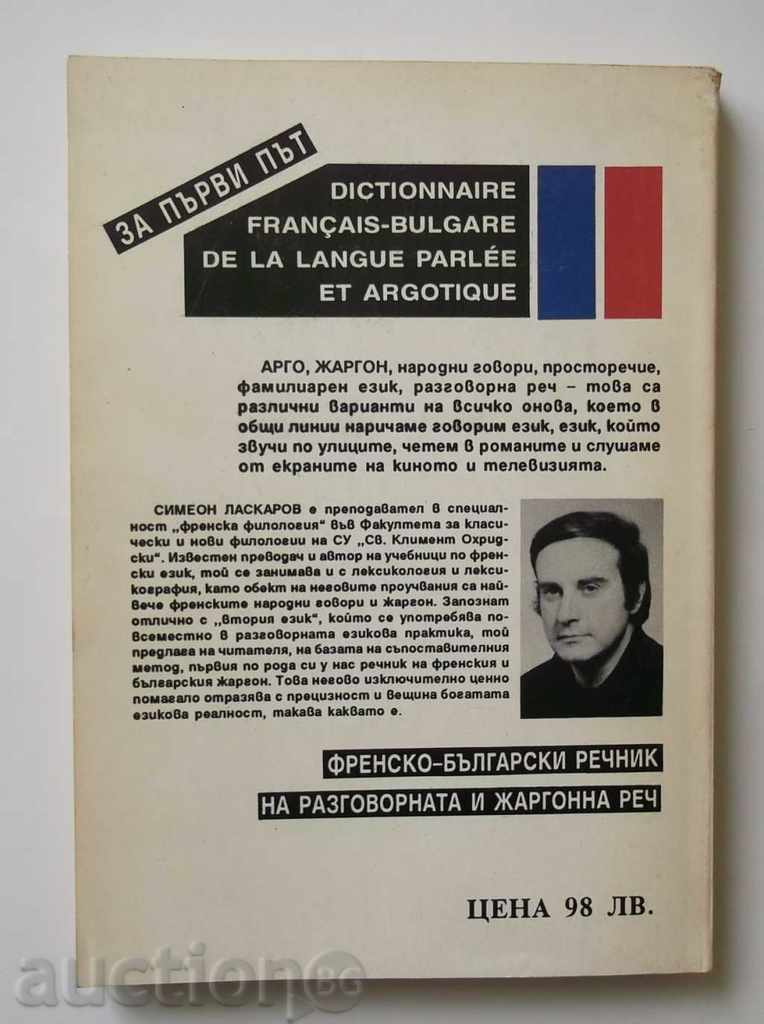 ЗА ПЪРВИ ПЪТ
DICTIONNAIRE
FRANÇAIS-BULGARE
DE LA LANGUE PARLÉE
ET ARGOTIQUE
АРГО, ЖАРГОН, народни говори, просторечие,
фамилиарен език, разговорна реч – това са
различни варианти на всичко онова, което в
общи линии наричаме говорим език, език, който
звучи по улиците, четем в романите и слушаме
от екраните на киното и телевизията.
СИМЕОН ЛАСКАРОВ е преподавател в специал-
ност „френска филология“ във Факултета за класи-
чески и нови филологии на СУ „Св. Климент Охрид-
ски“. Известен преводач и автор на учебници по френ-
ски език, той се занимава и с лексикология и лекси-
кография, като обект на неговите проучвания са най-
вече френските народни говори и жаргон. Запознат
отлично с „втория език“, който се употребява по-
всеместно в разговорната езикова практика, той
предлага на читателя, на базата на съпоставителния
метод, първия по рода си у нас речник на френския и
българския жаргон. Това негово изключително ценно
помагало отразява с прецизност и вещина богатата
езикова реалност, такава каквато е.
ФРЕНСКО-БЪЛГАРСКИ РЕЧНИК
НА РАЗГОВОРНАТА И ЖАРГОННА РЕЧ
ЦЕНА 98 ЛВ.
auction BG